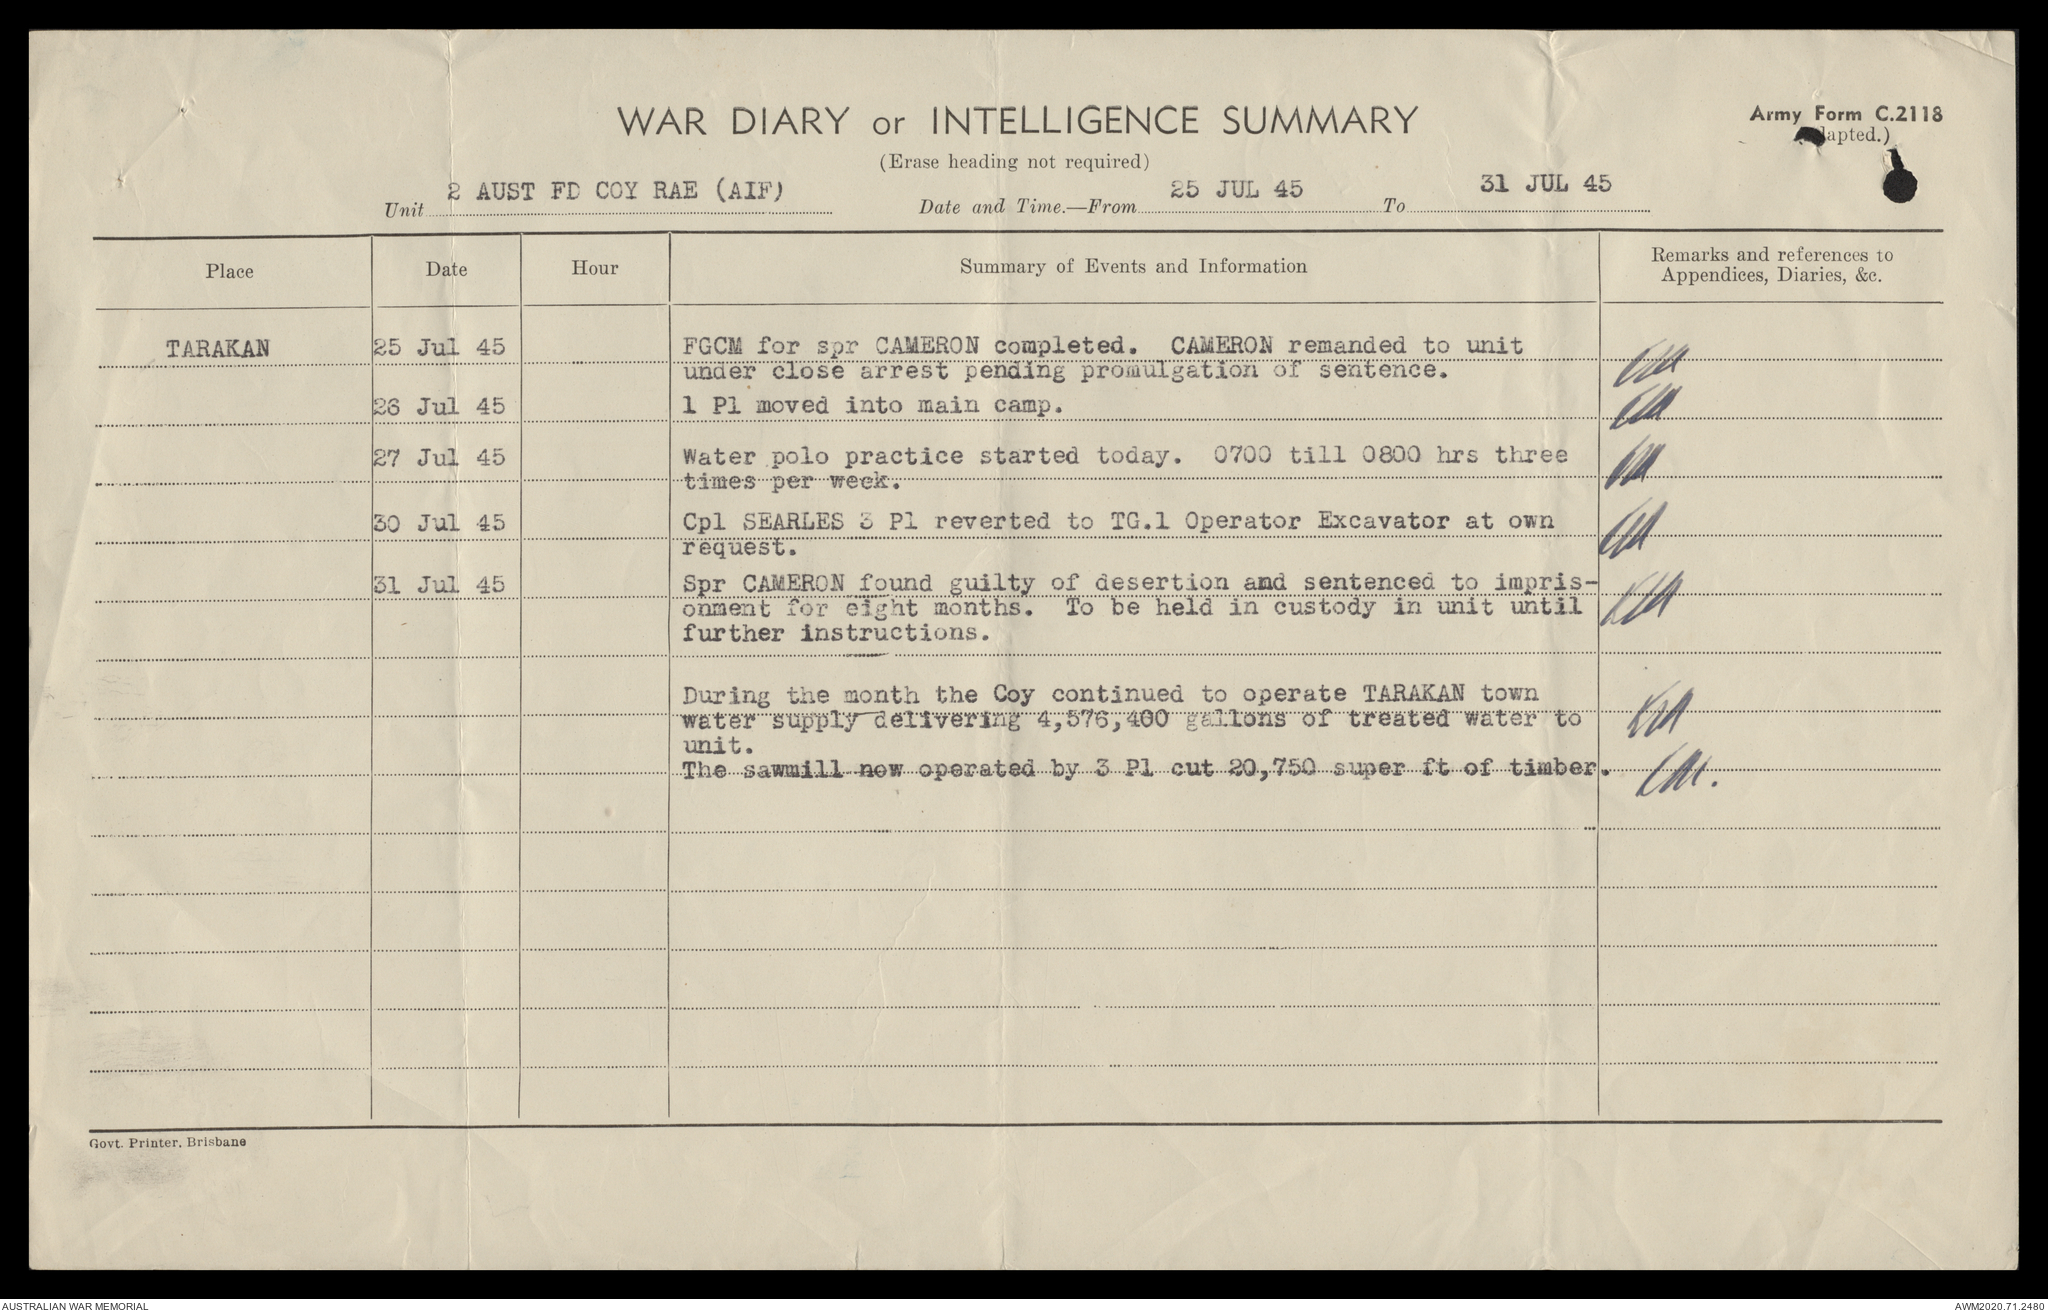 WAR DIARY or INTELLIGENCE SUMMARY
Army Form C.2118
(Erase heading not required)
Unit 2 AUST FD COY RAE (AIF) Date and Time.—From 25 JUL 45 To 31 JUL 45
Place Date Hour Summary of Events and Information Remarks and references to
Appendices, Diaries, &c.
TARAKAN 25 Jul 45 FGCM for spr CAMERON completed. CAMERON remanded to unit
under close arrest pending promulgation of sentence.
26 Jul 45 1 Pl moved into main camp.
27 Jul 45 Water polo practice started today. 0700 till 0800 hrs three
times per week.
30 Jul 45 Cpl SEARLES 3 Pl reverted to TG.1 Operator Excavator at own
request.
31 Jul 45 Spr CAMERON found guilty of desertion and sentenced to impris-
onment for eight months. To be held in custody in unit until
further instructions.
During the month the Coy continued to operate TARAKAN town
water supply delivering 4,576,400 gallons of treated water to
unit.
The sawmill now operated by 3 Pl cut 20,750 super ft of timber.
Govt. Printer, Brisbane
AUSTRALIAN WAR MEMORIAL
AWM2020.71.2480